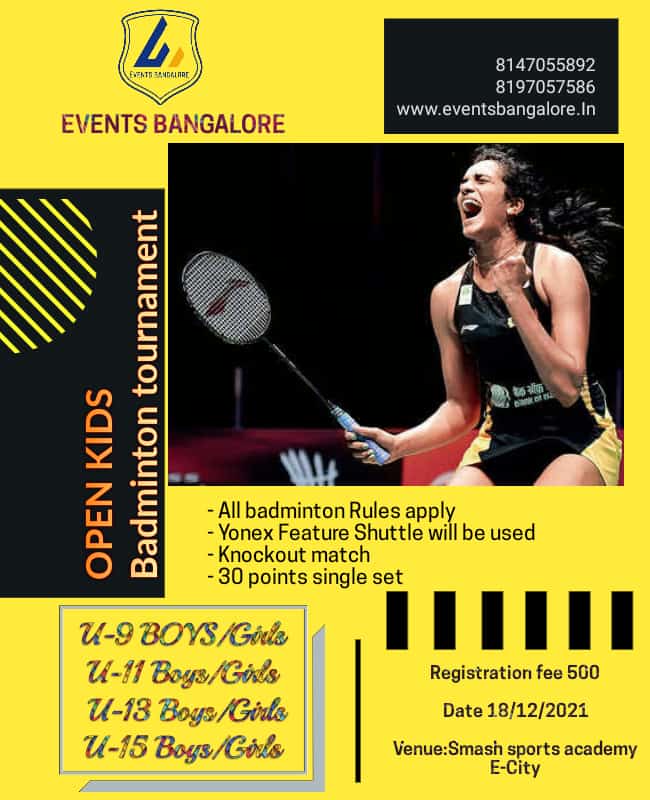 EVENTS BANGALORE
EVENTS BANGALORE
8147055892
8197057586
www.eventsbangalore.In
OPEN KIDS
Badminton tournament
- All badminton Rules apply
- Yonex Feature Shuttle will be used
- Knockout match
- 30 points single set
U-9 BOYS/Girls
U-11 Boys/Girls
U-13 Boys/Girls
U-15 Boys/Girls
Registration fee 500
Date 18/12/2021
Venue:Smash sports academy
E-City